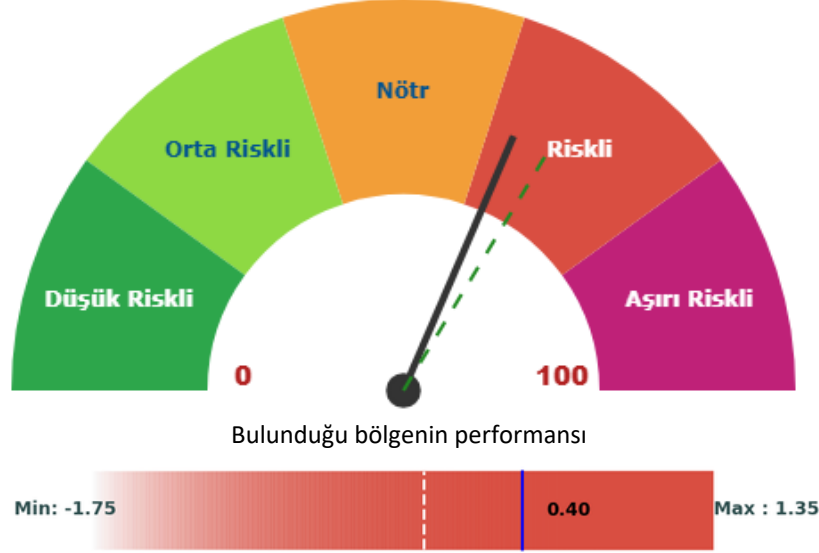 Nötr
Orta Riskli
Riskli
Düşük Riskli
Aşırı Riskli
0
100
Bulunduğu bölgenin performansı
Min: -1.75
0.40
Max : 1.35